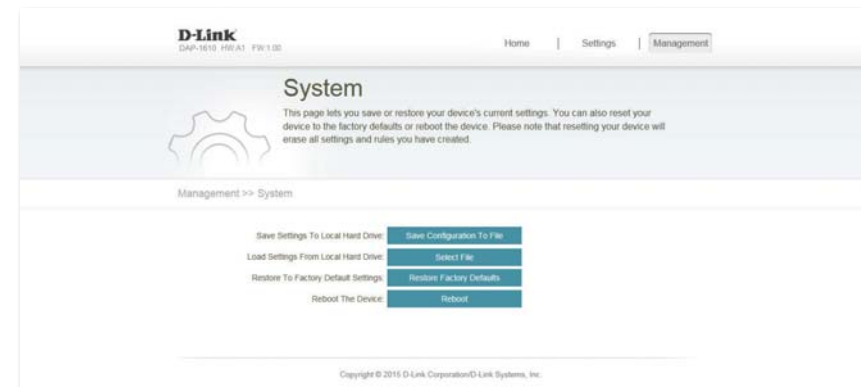 D-Link
DAP-1610 HW:A1 FW:1.00
Home | Settings | Management
System
This page lets you save or restore your device's current settings. You can also reset your
device to the factory defaults or reboot the device. Please note that resetting your device will
erase all settings and rules you have created.
Management >> System
Save Settings To Local Hard Drive: Save Configuration To File
Load Settings From Local Hard Drive: Select File
Restore To Factory Default Settings: Restore Factory Defaults
Reboot The Device: Reboot
Copyright © 2015 D-Link Corporation/D-Link Systems, Inc.